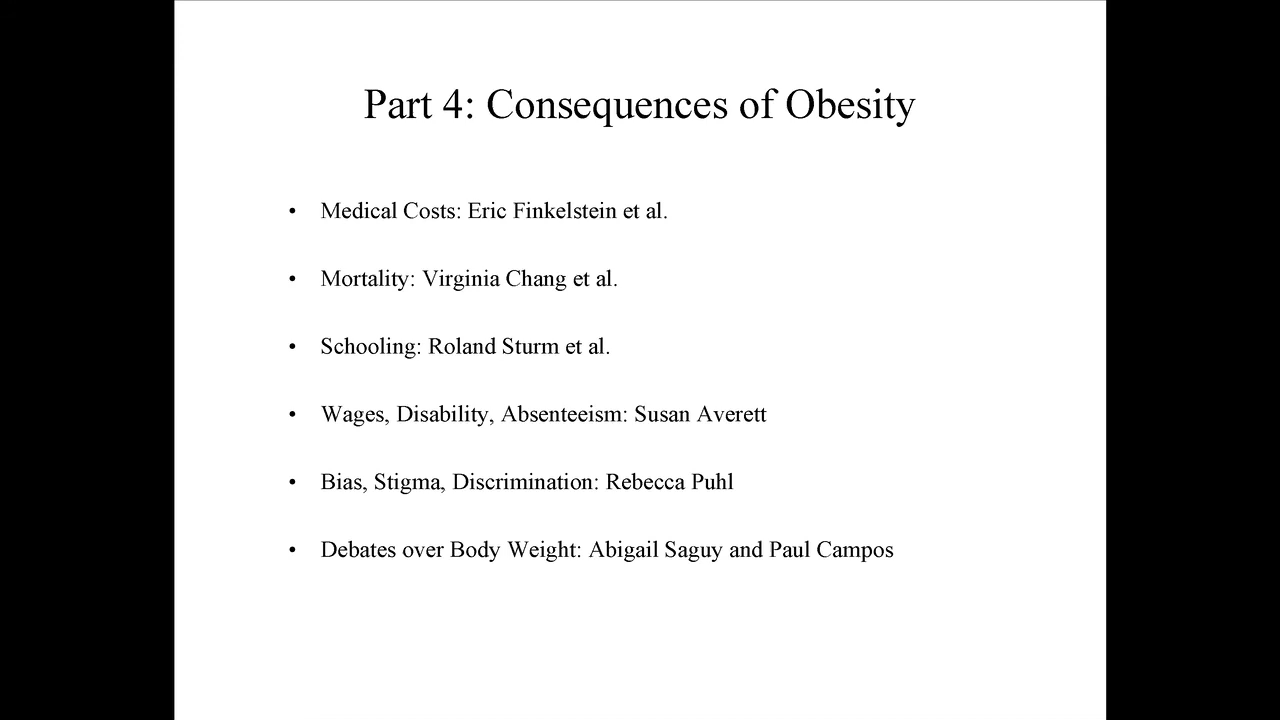 Part 4: Consequences of Obesity
• Medical Costs: Eric Finkelstein et al.
• Mortality: Virginia Chang et al.
• Schooling: Roland Sturm et al.
• Wages, Disability, Absenteeism: Susan Averett
• Bias, Stigma, Discrimination: Rebecca Puhl
• Debates over Body Weight: Abigail Saguy and Paul Campos